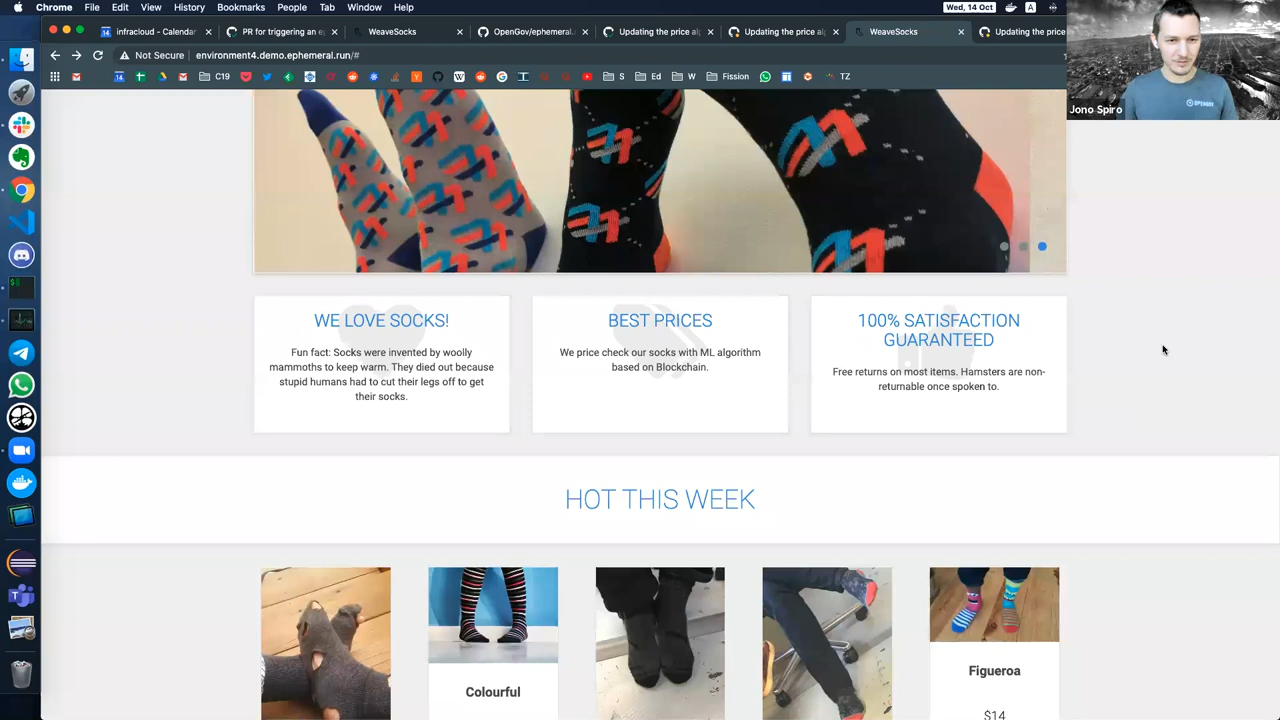 Chrome File Edit View History Bookmarks People Tab Window Help
Wed, 14 Oct
infracloud - Calendar
PR for triggering an e
WeaveSocks
OpenGov/ephemeral.
Updating the price al
Updating the price al
WeaveSocks
Updating the
Not Secure | environment4.demo.ephemeral.run/#
C19
S
Ed
W
Fission
TZ
Jono Spiro
WE LOVE SOCKS!
Fun fact: Socks were invented by woolly
mammoths to keep warm. They died out because
stupid humans had to cut their legs off to get
their socks.
BEST PRICES
We price check our socks with ML algorithm
based on Blockchain.
100% SATISFACTION
GUARANTEED
Free returns on most items. Hamsters are non-
returnable once spoken to.
HOT THIS WEEK
Colourful
Figueroa
$14